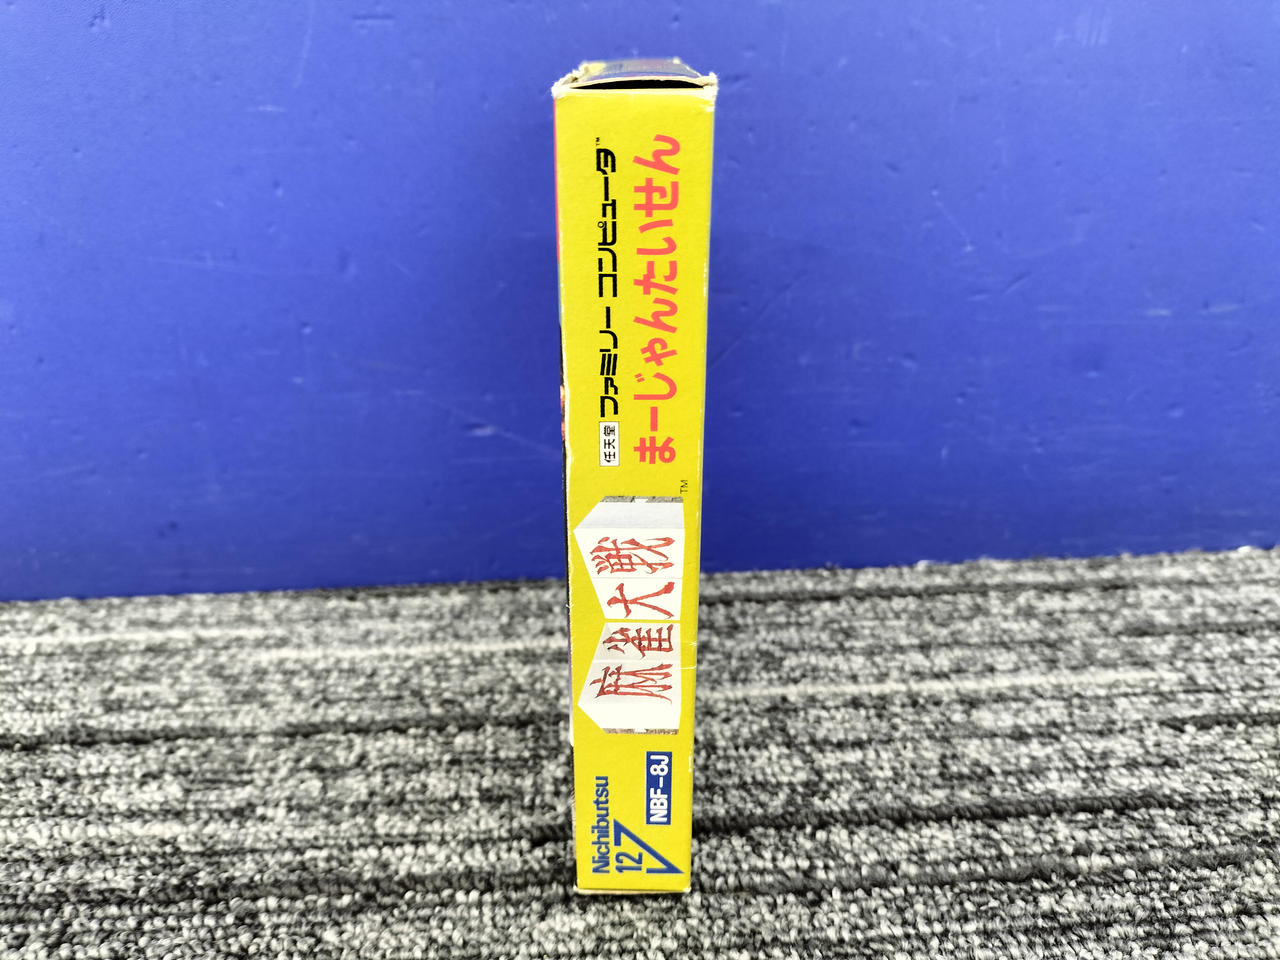 任天堂 ファミリー コンピュータ™
まーじゃんたいせん
麻雀大戦™
Nichibutsu
12
NBF-8J